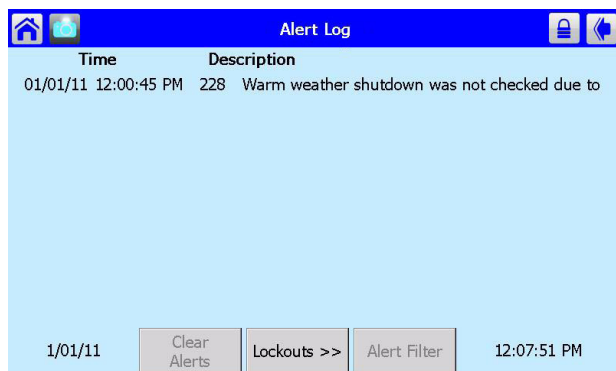 Alert Log
Time Description
01/01/11 12:00:45 PM 228 Warm weather shutdown was not checked due to
1/01/11 Clear Alerts Lockouts >> Alert Filter 12:07:51 PM